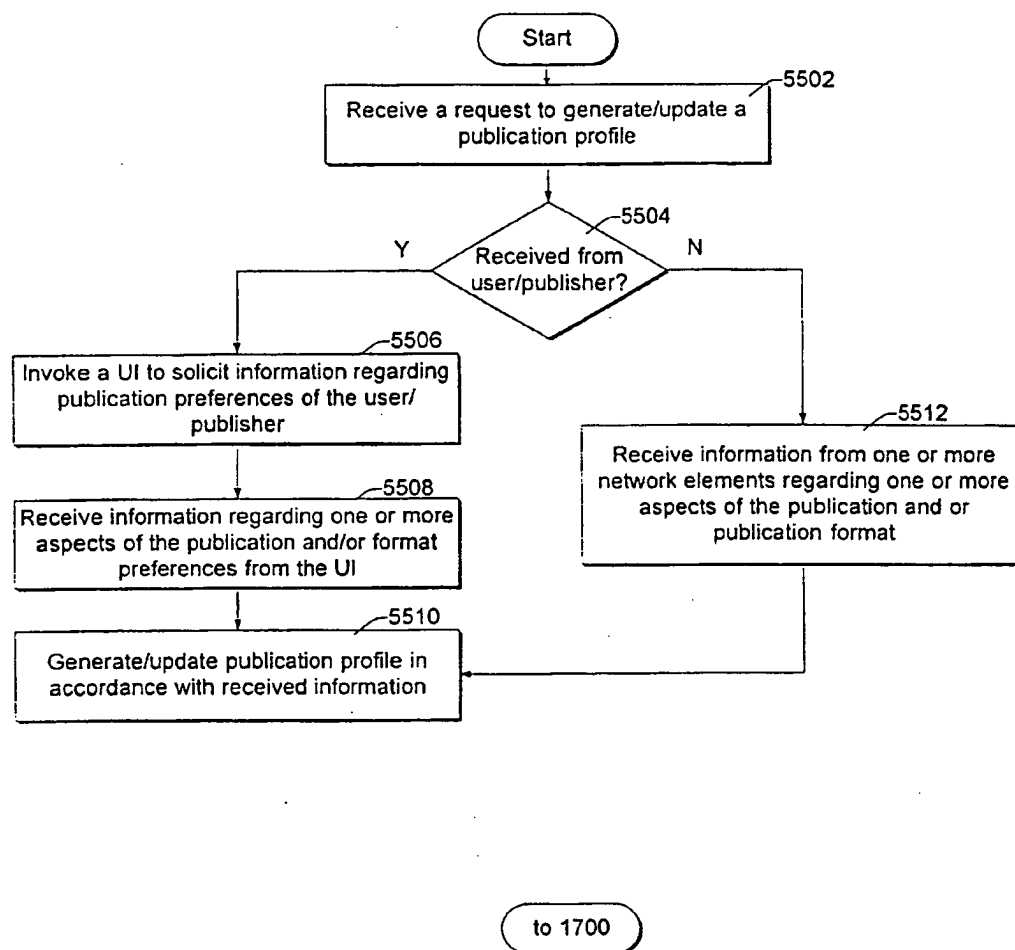 Start
5502
Receive a request to generate/update a
publication profile
5504
Received from
user/publisher?
Y
N
5506
Invoke a UI to solicit information regarding
publication preferences of the user/
publisher
5508
Receive information regarding one or more
aspects of the publication and/or format
preferences from the UI
5510
Generate/update publication profile in
accordance with received information
5512
Receive information from one or more
network elements regarding one or more
aspects of the publication and or
publication format
to 1700